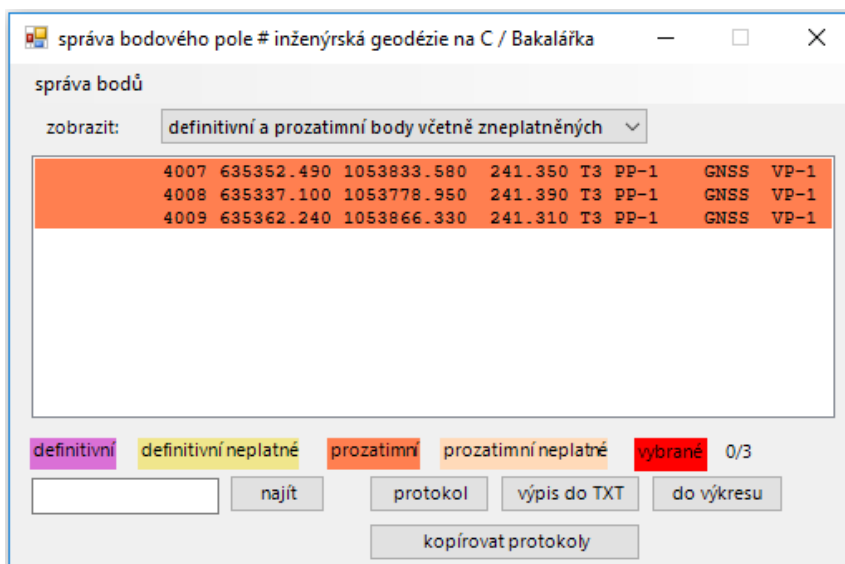 správa bodového pole # inženýrská geodézie na C / Bakalářka
správa bodů
zobrazit: definitivní a prozatimní body včetně zneplatněných
4007 635352.490 1053833.580 241.350 T3 PP-1 GNSS VP-1
4008 635337.100 1053778.950 241.390 T3 PP-1 GNSS VP-1
4009 635362.240 1053866.330 241.310 T3 PP-1 GNSS VP-1
definitivní definitivní neplatné prozatimní prozatimní neplatné vybrané 0/3
najít protokol výpis do TXT do výkresu
kopírovat protokoly